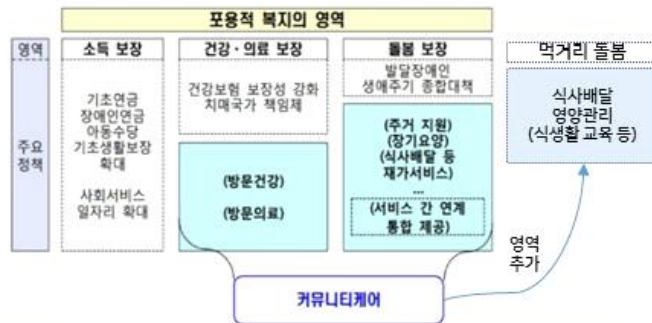 포용적 복지의 영역
영역
소득 보장
건강·의료 보장
돌봄 보장
먹거리 돌봄
주요
정책
기초연금
장애인연금
아동수당
기초생활보장
확대
사회서비스
일자리 확대
건강보험 보장성 강화
치매국가 책임제
(방문건강)
(방문의료)
발달장애인
생애주기 종합대책
(주거 지원)
(장기요양)
(식사배달 등
재가서비스)
...
(서비스 간 연계
통합 제공)
식사배달
영양관리
(식생활 교육 등)
영역
추가
커뮤니티케어